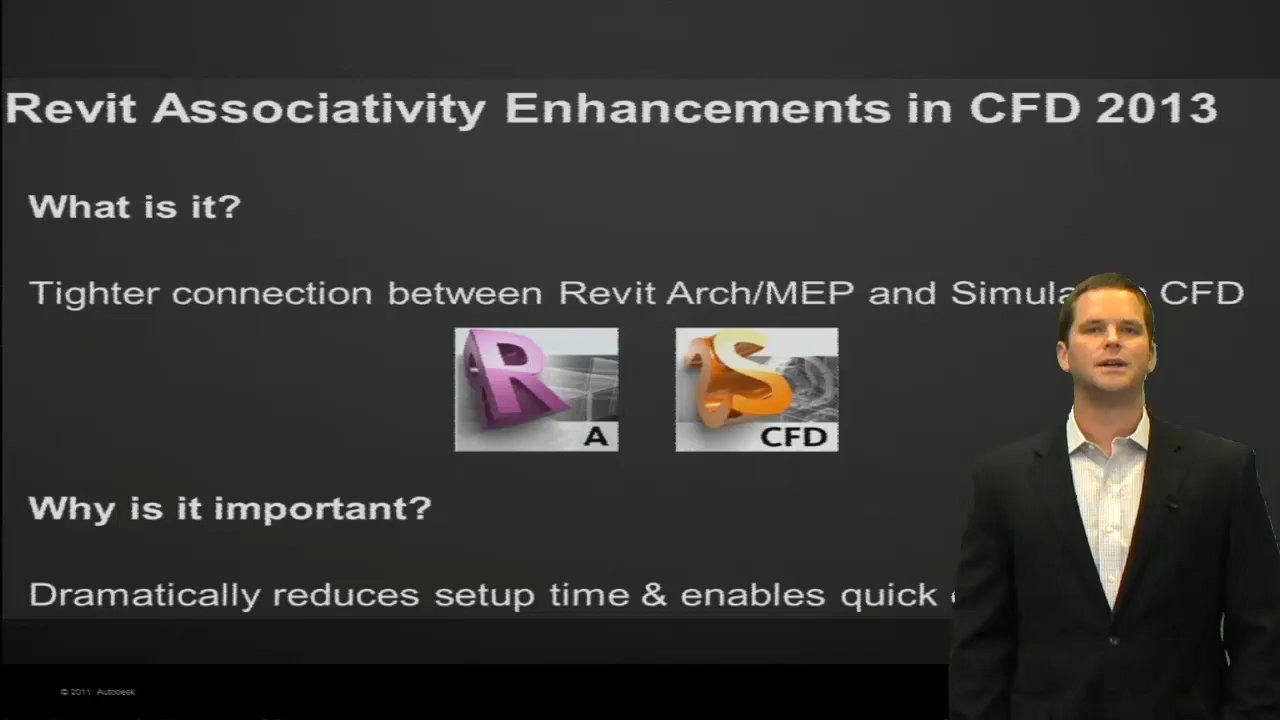 Revit Associativity Enhancements in CFD 2013
What is it?
Tighter connection between Revit Arch/MEP and CFD
R S
A CFD
Why is it important?
Dramatically reduces setup time & enables quick
© 2011 Autodesk